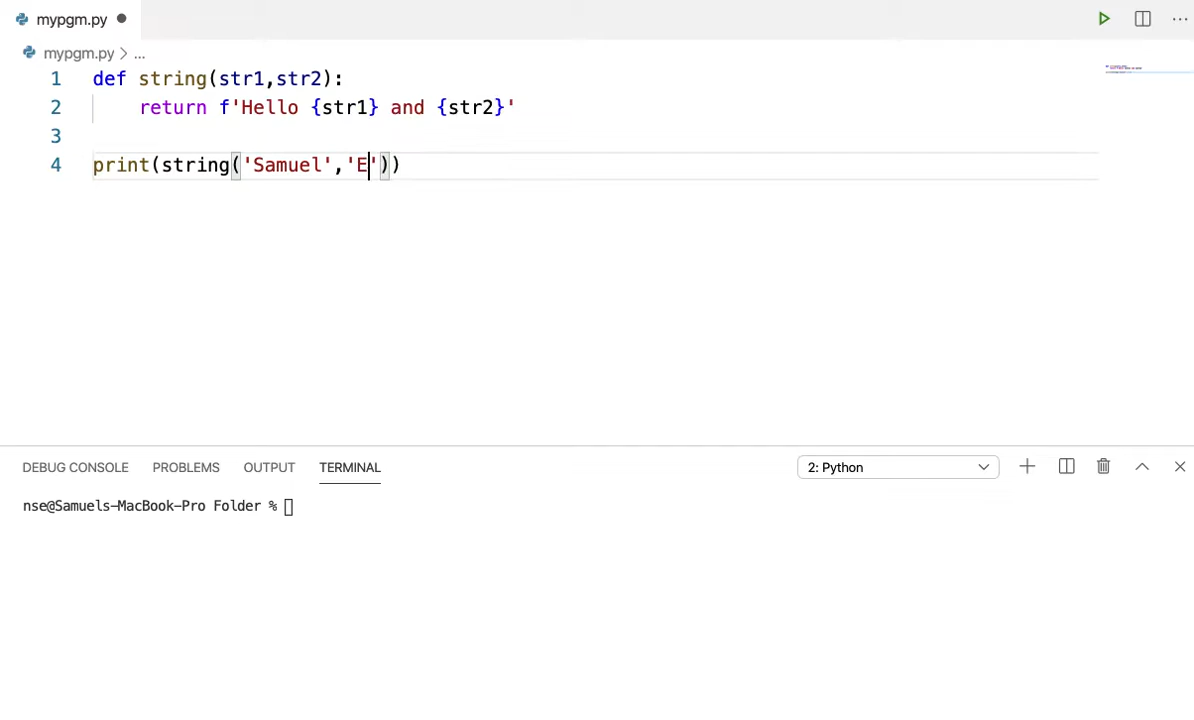 mypgm.py
mypgm.py > ...
1 def string(str1,str2):
2     return f'Hello {str1} and {str2}'
3
4 print(string('Samuel','E'))
DEBUG CONSOLE PROBLEMS OUTPUT TERMINAL 2: Python
nse@Samuels-MacBook-Pro Folder %